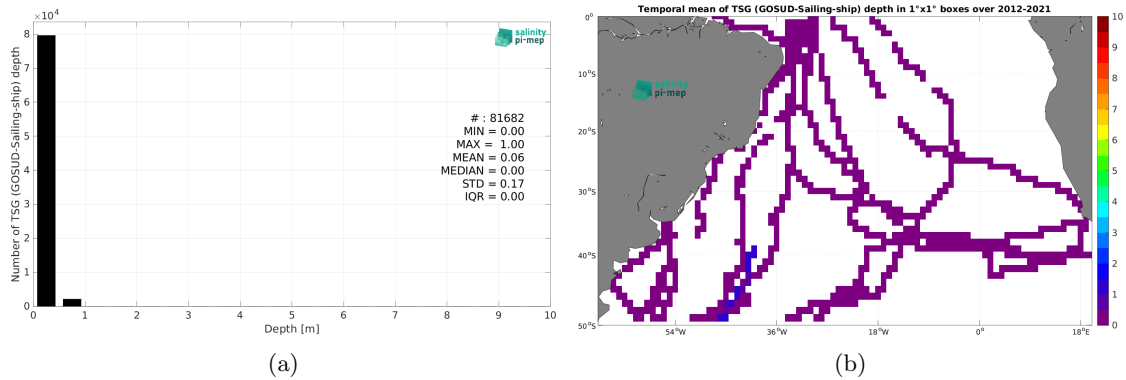 ×10⁴
8
7
6
5
4
3
2
1
0
Number of TSG (GOSUD-Sailing-ship) depth
salinity
pi-mep
# : 81682
MIN = 0.00
MAX = 1.00
MEAN = 0.06
MEDIAN = 0.00
STD = 0.17
IQR = 0.00
0 1 2 3 4 5 6 7 8 9 10
Depth [m]
(a)
Temporal mean of TSG (GOSUD-Sailing-ship) depth in 1°x1° boxes over 2012-2021
0°
10°S
20°S
30°S
40°S
50°S
salinity
pi-mep
54°W 36°W 18°W 0° 18°E
10
9
8
7
6
5
4
3
2
1
0
(b)